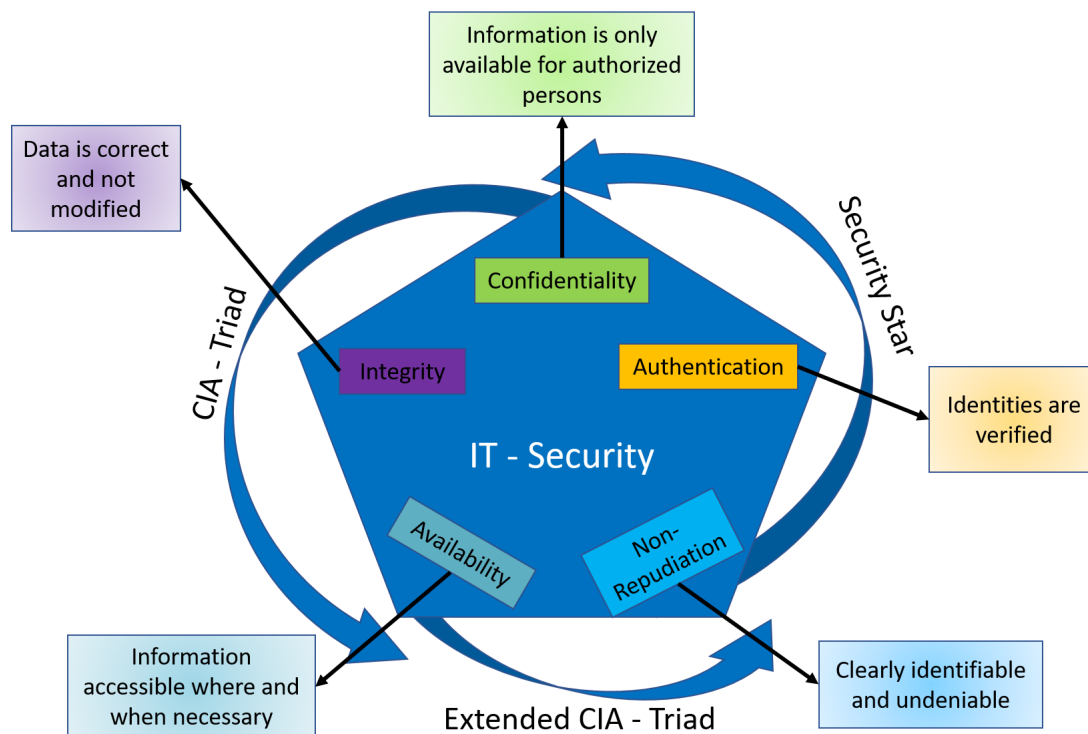 Information is only
available for authorized
persons
Data is correct
and not
modified
Security Star
Confidentiality
CIA - Triad
Integrity
Authentication
Identities are
verified
IT - Security
Availability
Non-
Repudiation
Information
accessible where and
when necessary
Clearly identifiable
and undeniable
Extended CIA - Triad